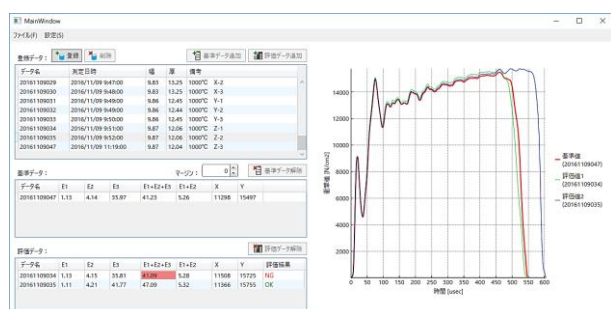 MainWindow
ファイル(F) 設定(S)
登録データ: 登録 削除 基準データ追加 評価データ追加
データ名 測定日時 幅 厚 備考
20161109029 2016/11/09 9:47:00 9.83 13.25 1000℃ X-2
20161109030 2016/11/09 9:48:00 9.83 13.25 1000℃ X-3
20161109031 2016/11/09 9:49:00 9.86 12.45 1000℃ Y-1
20161109032 2016/11/09 9:49:00 9.86 12.44 1000℃ Y-2
20161109033 2016/11/09 9:50:00 9.86 12.45 1000℃ Y-3
20161109034 2016/11/09 9:51:00 9.87 12.06 1000℃ Z-1
20161109035 2016/11/09 9:52:00 9.87 12.06 1000℃ Z-2
20161109047 2016/11/09 11:19:00 9.87 12.04 1000℃ Z-3
基準データ: マージン: 0 基準データ解除
データ名 E1 E2 E3 E1+E2+E3 E1+E2 X Y
20161109047 1.13 4.14 35.97 41.23 5.26 11298 15497
評価データ: 評価データ解除
データ名 E1 E2 E3 E1+E2+E3 E1+E2 X Y 評価結果
20161109034 1.13 4.15 35.81 41.09 5.28 11508 15725 NG
20161109035 1.11 4.21 41.77 47.09 5.32 11366 15755 OK
衝撃値 [N/cm2]
14000
12000
10000
8000
6000
4000
2000
0 50 100 150 200 250 300 350 400 450 500 550 600
時間 [usec]
基準値
(20161109047)
評価値1
(20161109034)
評価値2
(20161109035)